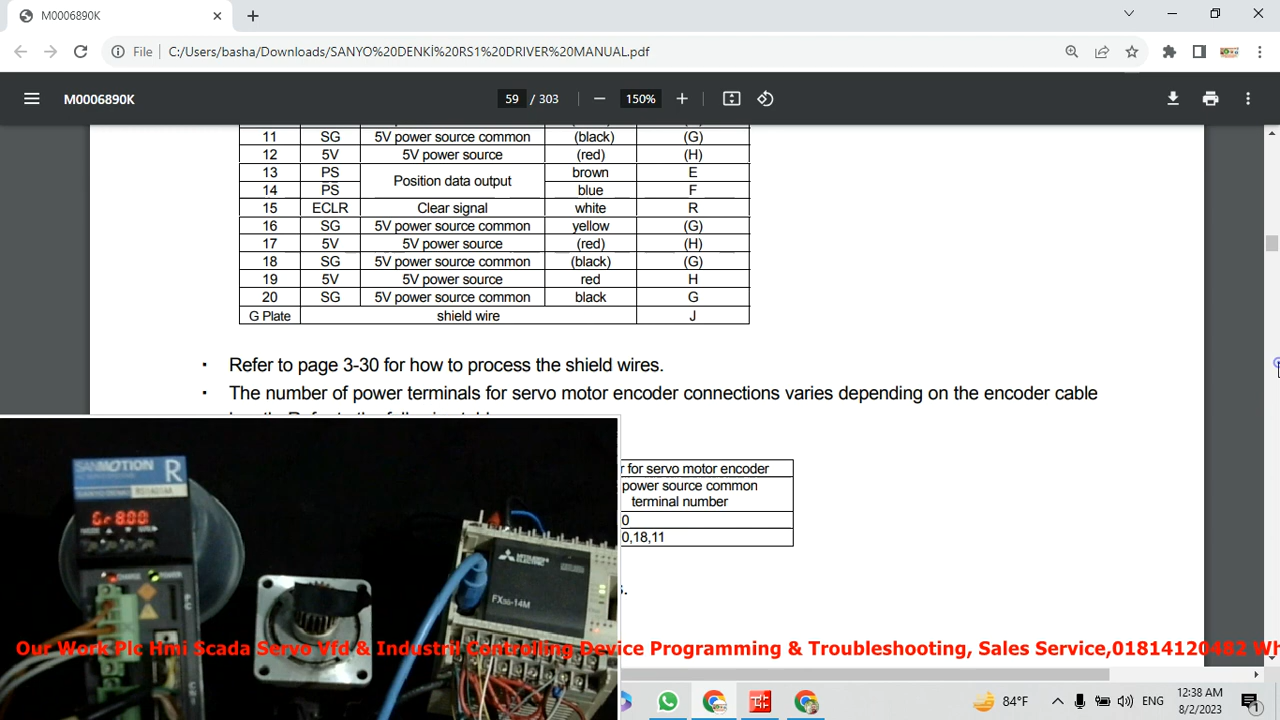 M0006890K
File C:/Users/basha/Downloads/SANYO%20DENKİ%20RS1%20DRIVER%20MANUAL.pdf
M0006890K 59 / 303 150%
11 SG 5V power source common (black) (G)
12 5V 5V power source (red) (H)
13 PS Position data output brown E
14 PS blue F
15 ECLR Clear signal white R
16 SG 5V power source common yellow (G)
17 5V 5V power source (red) (H)
18 SG 5V power source common (black) (G)
19 5V 5V power source red H
20 SG 5V power source common black G
G Plate shield wire J
· Refer to page 3-30 for how to process the shield wires.
· The number of power terminals for servo motor encoder connections varies depending on the encoder cable
r for servo motor encoder
power source common
terminal number
0
0,18,11
s.
SANMOTION R
Gr 8.00
MITSUBISHI ELECTRIC
FX3S-14M
Our Work Plc Hmi Scada Servo Vfd & Industril Controlling Device Programming & Troubleshooting, Sales Service,01814120482 Wh
84°F ENG 12:38 AM
8/2/2023
1